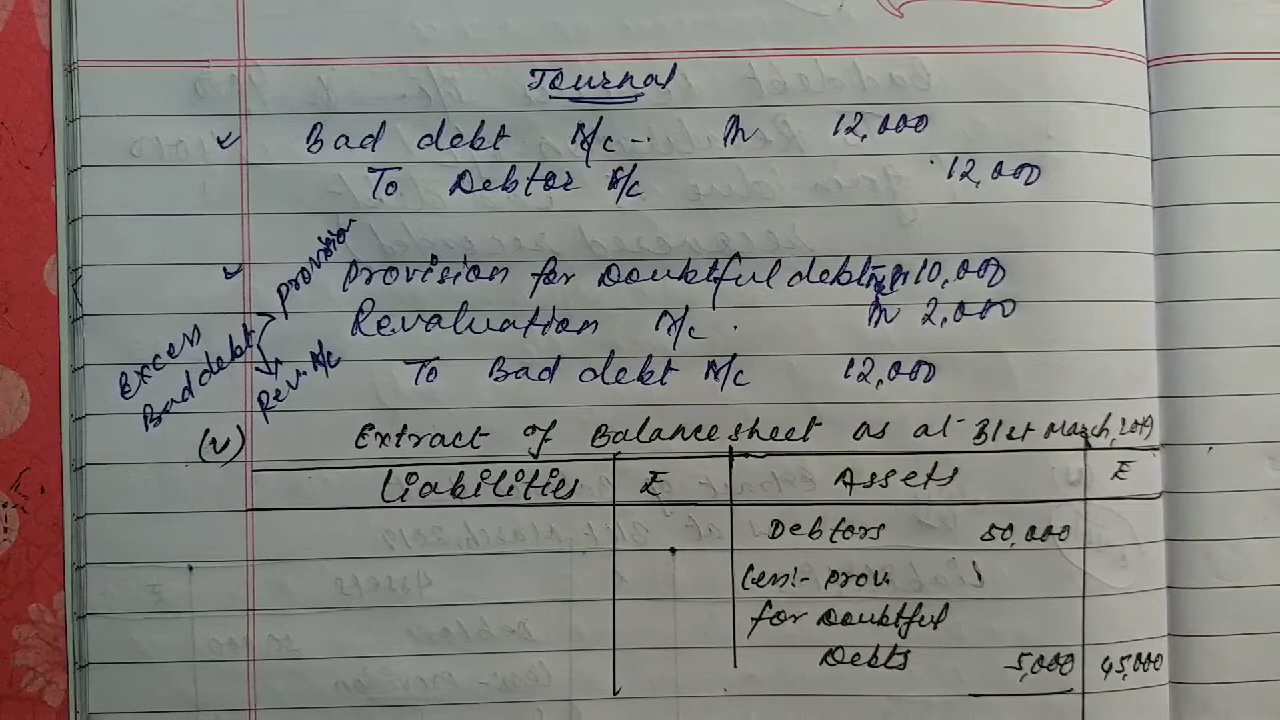 Journal
Bad debt A/c -- Dr 12,000
To Debtor A/c 12,000
Provision for Doubtful debt A/c Dr 10,000
Revaluation A/c. Dr 2,000
To Bad debt A/c 12,000
Excess
Bad debt
provision
Rev. A/c
(v) Extract of Balance sheet as at 31st March, 2019
Liabilities ₹ Assets ₹
Debtors 50,000
Less:- prov.
for Doubtful
Debts 5,000 45,000